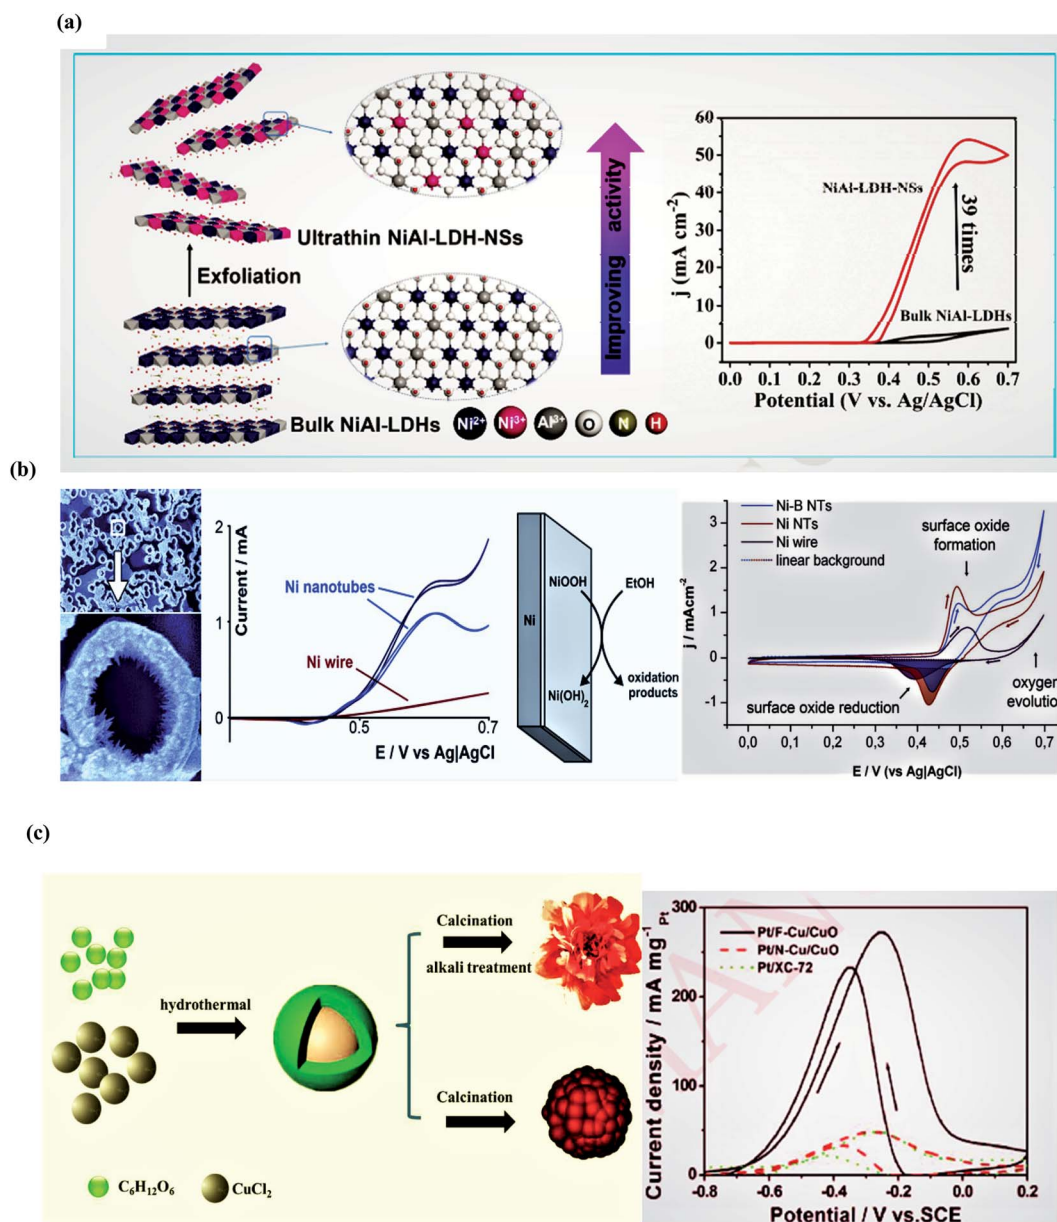 (a)
Ultrathin NiAl-LDH-NSs
Exfoliation
Bulk NiAl-LDHs
Ni²⁺ Ni³⁺ Al³⁺ O N H
Improving activity
j (mA cm⁻²)
60
50
40
30
20
10
0
NiAl-LDH-NSs
39 times
Bulk NiAl-LDHs
0.0 0.1 0.2 0.3 0.4 0.5 0.6 0.7
Potential (V vs. Ag/AgCl)
(b)
Current / mA
2
1
0
Ni nanotubes
Ni wire
0.5 0.7
E / V vs Ag|AgCl
Ni
NiOOH
EtOH
Ni(OH)₂
oxidation
products
j / mAcm⁻²
3
2
1
0
-1
Ni-B NTs
Ni NTs
Ni wire
linear background
surface oxide
formation
surface oxide reduction
oxygen
evolution
0,0 0,1 0,2 0,3 0,4 0,5 0,6 0,7
E / V (vs Ag|AgCl)
(c)
hydrothermal
Calcination
alkali treatment
Calcination
C₆H₁₂O₆
CuCl₂
Current density / mA mg⁻¹Pt
300
200
100
0
Pt/F-Cu/CuO
Pt/N-Cu/CuO
Pt/XC-72
-0.8 -0.6 -0.4 -0.2 0.0 0.2
Potential / V vs.SCE